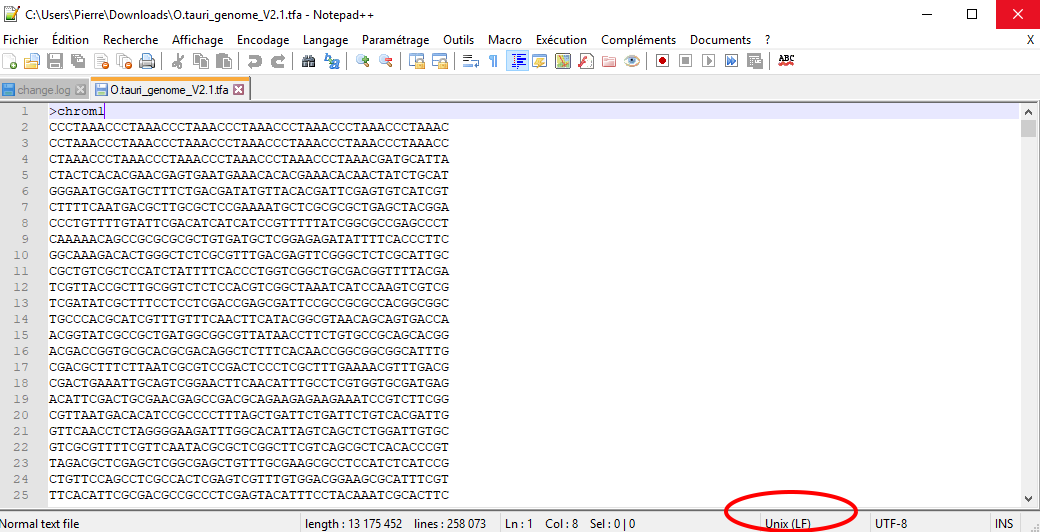 C:\Users\Pierre\Downloads\O.tauri_genome_V2.1.tfa - Notepad++
Fichier Édition Recherche Affichage Encodage Langage Paramétrage Outils Macro Exécution Compléments Documents ? X
change.log O.tauri_genome_V2.1.tfa
1 >chrom1
2 CCCTAAACCCTAAACCCTAAACCCTAAACCCTAAACCCTAAACCCTAAAC
3 CCTAAACCCTAAACCCTAAACCCTAAACCCTAAACCCTAAACCCTAAACC
4 CTAAACCCTAAACCCTAAACCCTAAACCCTAAACCCTAAACGATGCATTA
5 CTACTCACACGAACGAGTGAATGAAACACACGAAACACAACTATCTGCAT
6 GGGAATGCGATGCTTTCTGACGATATGTTACACGATTCGAGTGTCATCGT
7 CTTTTCAATGACGCTTGCGCTCCGAAAATGCTCGCGCGCTGAGCTACGGA
8 CCCTGTTTTGTATTCGACATCATCATCCGTTTTTATCGGCGCCGAGCCCT
9 CAAAAACAGCCGCGCGCGCTGTGATGCTCGGAGAGATATTTTCACCCTTC
10 GGCAAAGACACTGGGCTCTCGCGTTTGACGAGTTCGGGCTCTCGCATTGC
11 CGCTGTCGCTCCATCTATTTTCACCCTGGTCGGCTGCGACGGTTTTACGA
12 TCGTTACCGCTTGCGGTCTCTCCACGTCGGCTAAATCATCCAAGTCGTCG
13 TCGATATCGCTTTCCTCCTCGACCGAGCGATTCCGCCGCGCCACGGCGGC
14 TGCCCACGCATCGTTTGTTTCAACTTCATACGGCGTAACAGCAGTGACCA
15 ACGGTATCGCCGCTGATGGCGGCGTTATAACCTTCTGTGCCGCAGCACGG
16 ACGACCGGTGCGCACGCGACAGGCTCTTTCACAACCGGCGGCGGCATTTG
17 CGACGCTTTCTTAATCGCGTCCGACTCCCTCGCTTTGAAAACGTTTGACG
18 CGACTGAAATTGCAGTCGGAACTTCAACATTTGCCTCGTGGTGCGATGAG
19 ACATTCGACTGCGAACGAGCCGACGCAGAAGAGAAGAAATCCGTCTTCGG
20 CGTTAATGACACATCCGCCCCTTTAGCTGATTCTGATTCTGTCACGATTG
21 GTTCAACCTCTAGGGGAAGATTTGGCACATTAGTCAGCTCTGGATTGTGC
22 GTCGCGTTTTCGTTCAATACGCGCTCGGCTTCGTCAGCGCTCACACCCGT
23 TAGACGCTCGAGCTCGGCGAGCTGTTTGCGAAGCGCCTCCATCTCATCCG
24 CTGTTCCAGCCTCGCCACTCGAGTCGTTTGTGGACGGAAGCGCATTTCGT
25 TTCACATTCGCGACGCCGCCCTCGAGTACATTTCCTACAAATCGCACTTC
Normal text file length : 13 175 452 lines : 258 073 Ln : 1 Col : 8 Sel : 0 | 0 Unix (LF) UTF-8 INS